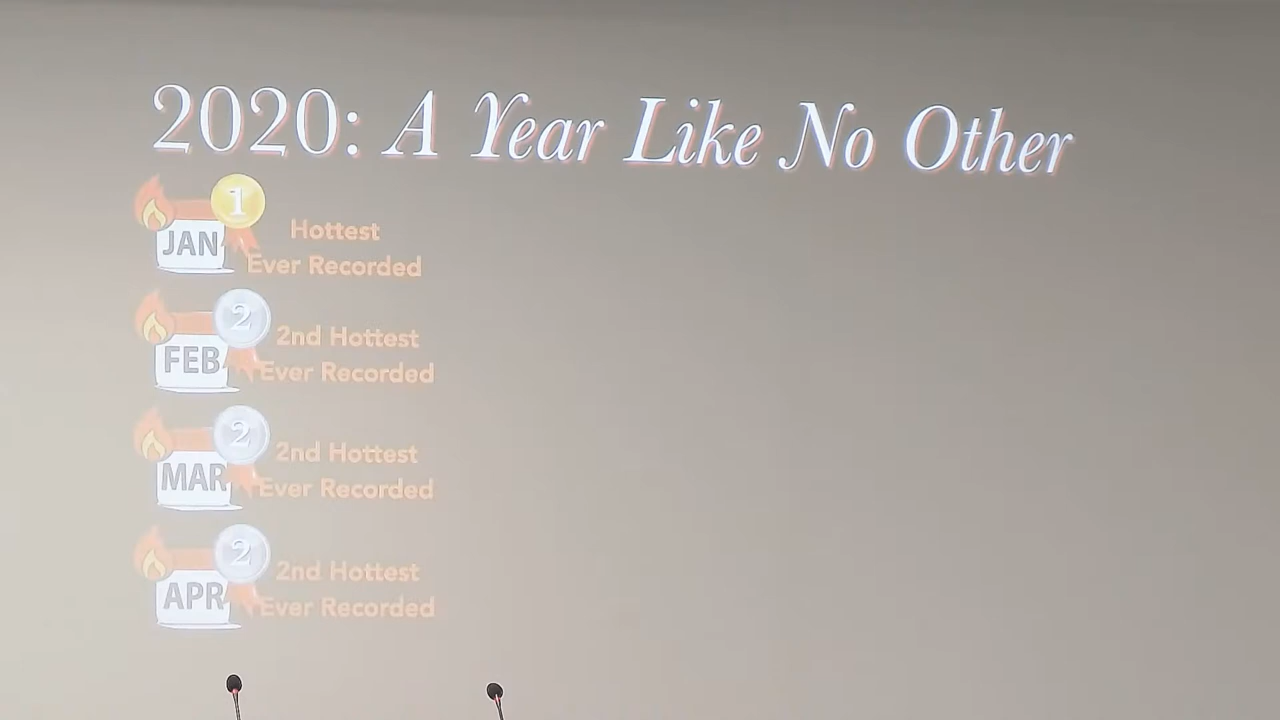 2020: A Year Like No Other
1
JAN
Hottest
Ever Recorded
2
FEB
2nd Hottest
Ever Recorded
2
MAR
2nd Hottest
Ever Recorded
2
APR
2nd Hottest
Ever Recorded